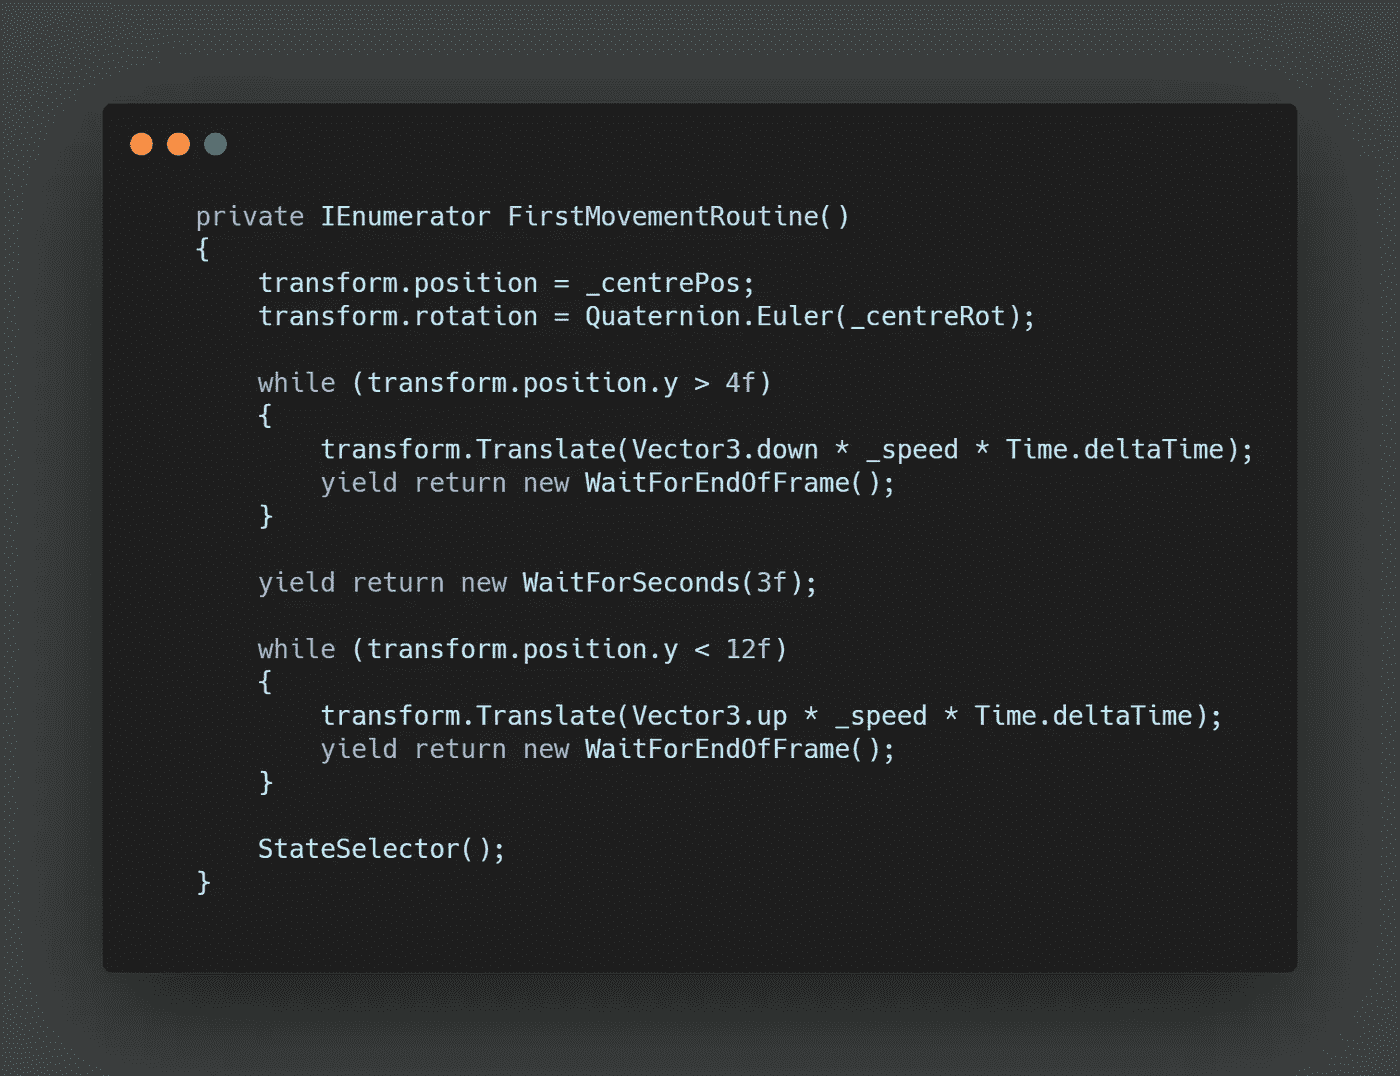 private IEnumerator FirstMovementRoutine()
{
    transform.position = _centrePos;
    transform.rotation = Quaternion.Euler(_centreRot);

    while (transform.position.y > 4f)
    {
        transform.Translate(Vector3.down * _speed * Time.deltaTime);
        yield return new WaitForEndOfFrame();
    }

    yield return new WaitForSeconds(3f);

    while (transform.position.y < 12f)
    {
        transform.Translate(Vector3.up * _speed * Time.deltaTime);
        yield return new WaitForEndOfFrame();
    }

    StateSelector();
}